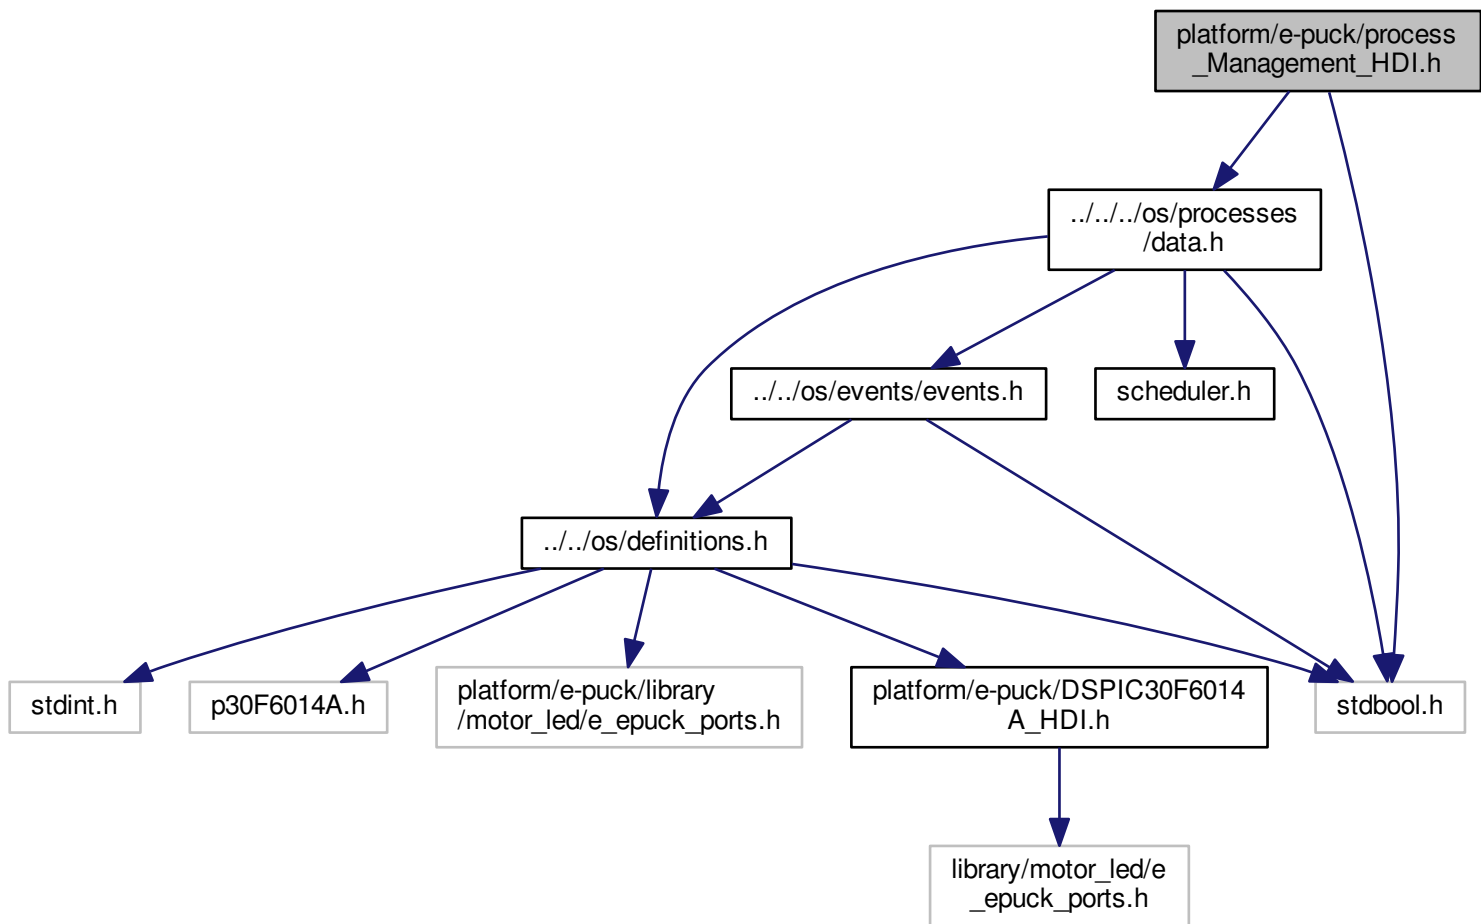 platform/e-puck/process
_Management_HDI.h
../../../os/processes
/data.h
../../os/events/events.h
scheduler.h
../../os/definitions.h
stdint.h
p30F6014A.h
platform/e-puck/library
/motor_led/e_epuck_ports.h
platform/e-puck/DSPIC30F6014
A_HDI.h
stdbool.h
library/motor_led/e
_epuck_ports.h